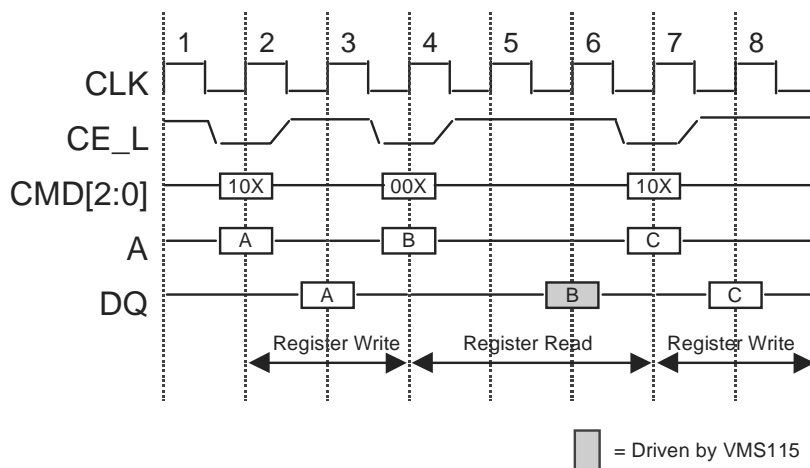 1 2 3 4 5 6 7 8
CLK
CE_L
CMD[2:0] 10X 00X 10X
A A B C
DQ A B C
Register Write Register Read Register Write
= Driven by VMS115